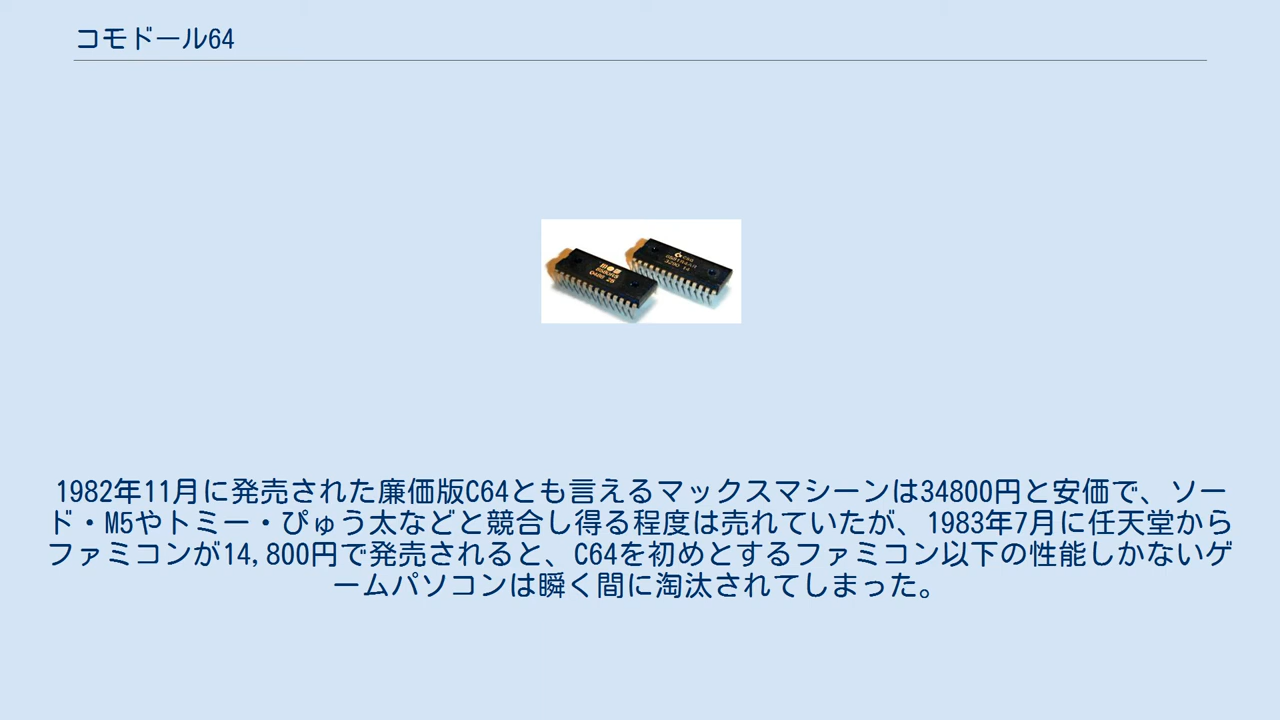 コモドール64
1982年11月に発売された廉価版C64とも言えるマックスマシーンは34800円と安価で、ソー
ド・M5やトミー・ぴゅう太などと競合し得る程度は売れていたが、1983年7月に任天堂から
ファミコンが14,800円で発売されると、C64を初めとするファミコン以下の性能しかないゲ
ームパソコンは瞬く間に淘汰されてしまった。